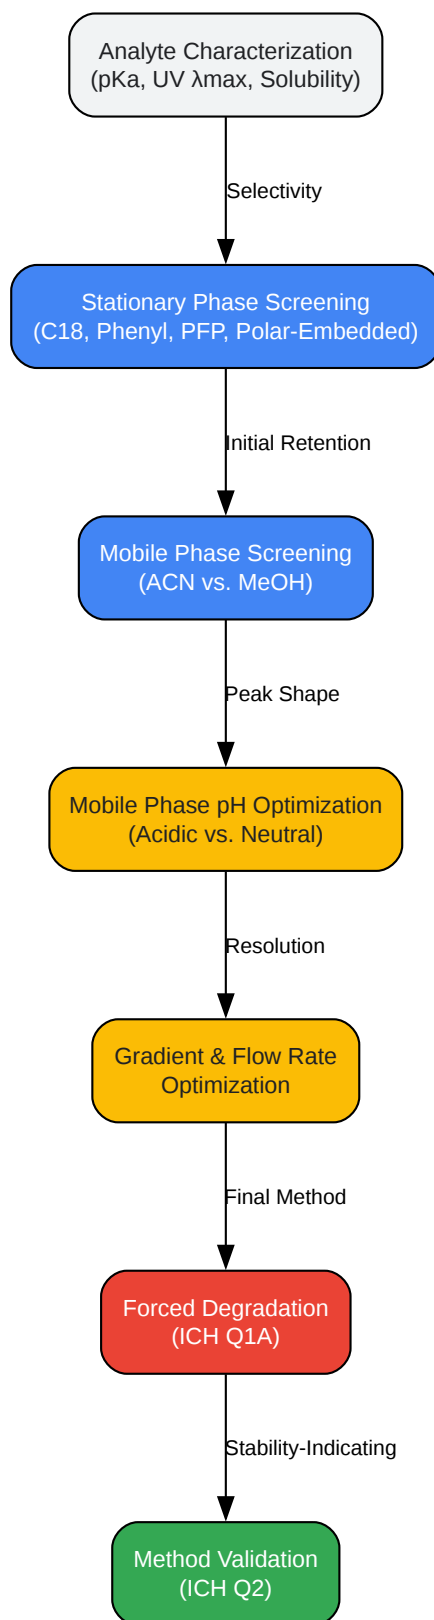 Analyte Characterization
(pKa, UV λmax, Solubility)
Selectivity
Stationary Phase Screening
(C18, Phenyl, PFP, Polar-Embedded)
Initial Retention
Mobile Phase Screening
(ACN vs. MeOH)
Peak Shape
Mobile Phase pH Optimization
(Acidic vs. Neutral)
Resolution
Gradient & Flow Rate
Optimization
Final Method
Forced Degradation
(ICH Q1A)
Stability-Indicating
Method Validation
(ICH Q2)